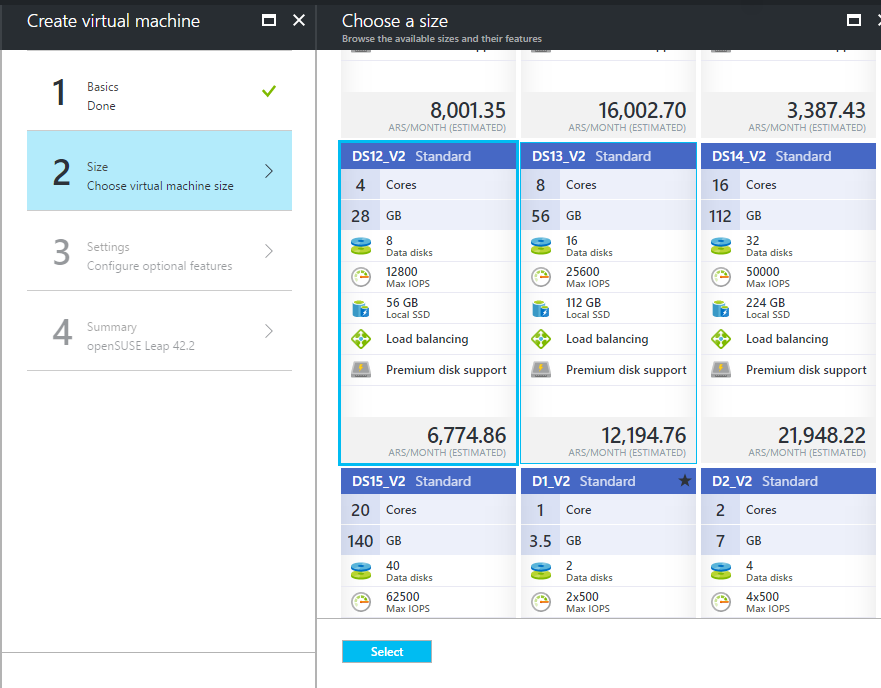 Create virtual machine
1
Basics
Done
2
Size
Choose virtual machine size
3
Settings
Configure optional features
4
Summary
openSUSE Leap 42.2
Choose a size
Browse the available sizes and their features
8,001.35
ARS/MONTH (ESTIMATED)
16,002.70
ARS/MONTH (ESTIMATED)
3,387.43
ARS/MONTH (ESTIMATED)
DS12_V2 Standard
4 Cores
28 GB
8
Data disks
12800
Max IOPS
56 GB
Local SSD
Load balancing
Premium disk support
6,774.86
ARS/MONTH (ESTIMATED)
DS13_V2 Standard
8 Cores
56 GB
16
Data disks
25600
Max IOPS
112 GB
Local SSD
Load balancing
Premium disk support
12,194.76
ARS/MONTH (ESTIMATED)
DS14_V2 Standard
16 Cores
112 GB
32
Data disks
50000
Max IOPS
224 GB
Local SSD
Load balancing
Premium disk support
21,948.22
ARS/MONTH (ESTIMATED)
DS15_V2 Standard
20 Cores
140 GB
40
Data disks
62500
Max IOPS
D1_V2 Standard
1 Core
3.5 GB
2
Data disks
2x500
Max IOPS
D2_V2 Standard
2 Cores
7 GB
4
Data disks
4x500
Max IOPS
Select